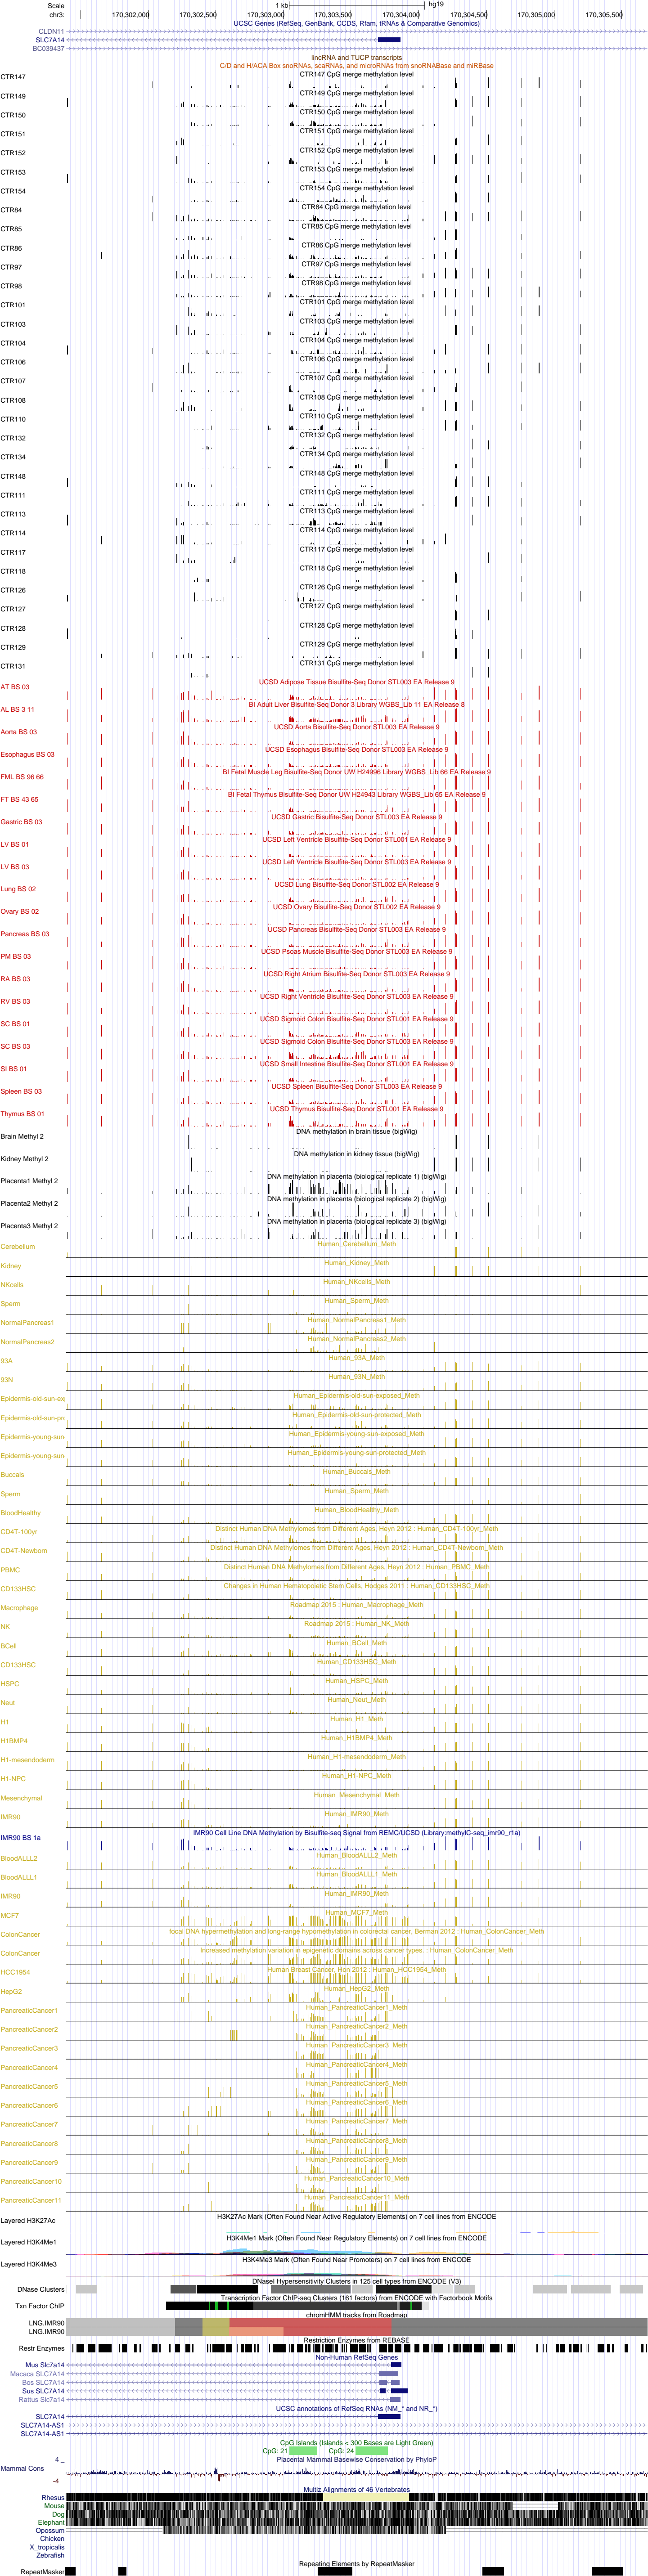 Scale 1 kb hg19
chr3: 170,302,000 170,302,500 170,303,000 170,303,500 170,304,000 170,304,500 170,305,000 170,305,500
UCSC Genes (RefSeq, GenBank, CCDS, Rfam, tRNAs & Comparative Genomics)
CLDN11
SLC7A14
BC039437
lincRNA and TUCP transcripts
C/D and H/ACA Box snoRNAs, scaRNAs, and microRNAs from snoRNABase and miRBase
CTR147 CpG merge methylation level
CTR147
CTR149 CpG merge methylation level
CTR149
CTR150 CpG merge methylation level
CTR150
CTR151 CpG merge methylation level
CTR151
CTR152 CpG merge methylation level
CTR152
CTR153 CpG merge methylation level
CTR153
CTR154 CpG merge methylation level
CTR154
CTR84 CpG merge methylation level
CTR84
CTR85 CpG merge methylation level
CTR85
CTR86 CpG merge methylation level
CTR86
CTR97 CpG merge methylation level
CTR97
CTR98 CpG merge methylation level
CTR98
CTR101 CpG merge methylation level
CTR101
CTR103 CpG merge methylation level
CTR103
CTR104 CpG merge methylation level
CTR104
CTR106 CpG merge methylation level
CTR106
CTR107 CpG merge methylation level
CTR107
CTR108 CpG merge methylation level
CTR108
CTR110 CpG merge methylation level
CTR110
CTR132 CpG merge methylation level
CTR132
CTR134 CpG merge methylation level
CTR134
CTR148 CpG merge methylation level
CTR148
CTR111 CpG merge methylation level
CTR111
CTR113 CpG merge methylation level
CTR113
CTR114 CpG merge methylation level
CTR114
CTR117 CpG merge methylation level
CTR117
CTR118 CpG merge methylation level
CTR118
CTR126 CpG merge methylation level
CTR126
CTR127 CpG merge methylation level
CTR127
CTR128 CpG merge methylation level
CTR128
CTR129 CpG merge methylation level
CTR129
CTR131 CpG merge methylation level
CTR131
UCSD Adipose Tissue Bisulfite-Seq Donor STL003 EA Release 9
AT BS 03
BI Adult Liver Bisulfite-Seq Donor 3 Library WGBS_Lib 11 EA Release 8
AL BS 3 11
UCSD Aorta Bisulfite-Seq Donor STL003 EA Release 9
Aorta BS 03
UCSD Esophagus Bisulfite-Seq Donor STL003 EA Release 9
Esophagus BS 03
BI Fetal Muscle Leg Bisulfite-Seq Donor UW H24996 Library WGBS_Lib 66 EA Release 9
FML BS 96 66
BI Fetal Thymus Bisulfite-Seq Donor UW H24943 Library WGBS_Lib 65 EA Release 9
FT BS 43 65
UCSD Gastric Bisulfite-Seq Donor STL003 EA Release 9
Gastric BS 03
UCSD Left Ventricle Bisulfite-Seq Donor STL001 EA Release 9
LV BS 01
UCSD Left Ventricle Bisulfite-Seq Donor STL003 EA Release 9
LV BS 03
UCSD Lung Bisulfite-Seq Donor STL002 EA Release 9
Lung BS 02
UCSD Ovary Bisulfite-Seq Donor STL002 EA Release 9
Ovary BS 02
UCSD Pancreas Bisulfite-Seq Donor STL003 EA Release 9
Pancreas BS 03
UCSD Psoas Muscle Bisulfite-Seq Donor STL003 EA Release 9
PM BS 03
UCSD Right Atrium Bisulfite-Seq Donor STL003 EA Release 9
RA BS 03
UCSD Right Ventricle Bisulfite-Seq Donor STL003 EA Release 9
RV BS 03
UCSD Sigmoid Colon Bisulfite-Seq Donor STL001 EA Release 9
SC BS 01
UCSD Sigmoid Colon Bisulfite-Seq Donor STL003 EA Release 9
SC BS 03
UCSD Small Intestine Bisulfite-Seq Donor STL001 EA Release 9
SI BS 01
UCSD Spleen Bisulfite-Seq Donor STL003 EA Release 9
Spleen BS 03
UCSD Thymus Bisulfite-Seq Donor STL001 EA Release 9
Thymus BS 01
DNA methylation in brain tissue (bigWig)
Brain Methyl 2
DNA methylation in kidney tissue (bigWig)
Kidney Methyl 2
DNA methylation in placenta (biological replicate 1) (bigWig)
Placenta1 Methyl 2
DNA methylation in placenta (biological replicate 2) (bigWig)
Placenta2 Methyl 2
DNA methylation in placenta (biological replicate 3) (bigWig)
Placenta3 Methyl 2
Human_Cerebellum_Meth
Cerebellum
Human_Kidney_Meth
Kidney
Human_NKcells_Meth
NKcells
Human_Sperm_Meth
Sperm
Human_NormalPancreas1_Meth
NormalPancreas1
Human_NormalPancreas2_Meth
NormalPancreas2
Human_93A_Meth
93A
Human_93N_Meth
93N
Human_Epidermis-old-sun-exposed_Meth
Epidermis-old-sun-ex
Human_Epidermis-old-sun-protected_Meth
Epidermis-old-sun-pr
Human_Epidermis-young-sun-exposed_Meth
Epidermis-young-sun
Human_Epidermis-young-sun-protected_Meth
Epidermis-young-sun
Human_Buccals_Meth
Buccals
Human_Sperm_Meth
Sperm
Human_BloodHealthy_Meth
BloodHealthy
Distinct Human DNA Methylomes from Different Ages, Heyn 2012 : Human_CD4T-100yr_Meth
CD4T-100yr
Distinct Human DNA Methylomes from Different Ages, Heyn 2012 : Human_CD4T-Newborn_Meth
CD4T-Newborn
Distinct Human DNA Methylomes from Different Ages, Heyn 2012 : Human_PBMC_Meth
PBMC
Changes in Human Hematopoietic Stem Cells, Hodges 2011 : Human_CD133HSC_Meth
CD133HSC
Roadmap 2015 : Human_Macrophage_Meth
Macrophage
Roadmap 2015 : Human_NK_Meth
NK
Human_BCell_Meth
BCell
Human_CD133HSC_Meth
CD133HSC
Human_HSPC_Meth
HSPC
Human_Neut_Meth
Neut
Human_H1_Meth
H1
Human_H1BMP4_Meth
H1BMP4
Human_H1-mesendoderm_Meth
H1-mesendoderm
Human_H1-NPC_Meth
H1-NPC
Human_Mesenchymal_Meth
Mesenchymal
Human_IMR90_Meth
IMR90
IMR90 Cell Line DNA Methylation by Bisulfite-seq Signal from REMC/UCSD (Library:methylC-seq_imr90_r1a)
IMR90 BS 1a
Human_BloodALLL2_Meth
BloodALLL2
Human_BloodALLL1_Meth
BloodALLL1
Human_IMR90_Meth
IMR90
Human_MCF7_Meth
MCF7
focal DNA hypermethylation and long-range hypomethylation in colorectal cancer, Berman 2012 : Human_ColonCancer_Meth
ColonCancer
Increased methylation variation in epigenetic domains across cancer types. : Human_ColonCancer_Meth
ColonCancer
Human Breast Cancer, Hon 2012 : Human_HCC1954_Meth
HCC1954
Human_HepG2_Meth
HepG2
Human_PancreaticCancer1_Meth
PancreaticCancer1
Human_PancreaticCancer2_Meth
PancreaticCancer2
Human_PancreaticCancer3_Meth
PancreaticCancer3
Human_PancreaticCancer4_Meth
PancreaticCancer4
Human_PancreaticCancer5_Meth
PancreaticCancer5
Human_PancreaticCancer6_Meth
PancreaticCancer6
Human_PancreaticCancer7_Meth
PancreaticCancer7
Human_PancreaticCancer8_Meth
PancreaticCancer8
Human_PancreaticCancer9_Meth
PancreaticCancer9
Human_PancreaticCancer10_Meth
PancreaticCancer10
Human_PancreaticCancer11_Meth
PancreaticCancer11
H3K27Ac Mark (Often Found Near Active Regulatory Elements) on 7 cell lines from ENCODE
Layered H3K27Ac
H3K4Me1 Mark (Often Found Near Regulatory Elements) on 7 cell lines from ENCODE
Layered H3K4Me1
H3K4Me3 Mark (Often Found Near Promoters) on 7 cell lines from ENCODE
Layered H3K4Me3
DNaseI Hypersensitivity Clusters in 125 cell types from ENCODE (V3)
DNase Clusters
Transcription Factor ChIP-seq Clusters (161 factors) from ENCODE with Factorbook Motifs
Txn Factor ChIP
chromHMM tracks from Roadmap
LNG.IMR90
LNG.IMR90
Restriction Enzymes from REBASE
Restr Enzymes
Non-Human RefSeq Genes
Mus Slc7a14
Macaca SLC7A14
Bos SLC7A14
Sus SLC7A14
Rattus Slc7a14
UCSC annotations of RefSeq RNAs (NM_* and NR_*)
SLC7A14
SLC7A14-AS1
SLC7A14-AS1
CpG Islands (Islands < 300 Bases are Light Green)
CpG: 21 CpG: 24
Placental Mammal Basewise Conservation by PhyloP
4 _
Mammal Cons
-4 _
Multiz Alignments of 46 Vertebrates
Rhesus
Mouse
Dog
Elephant
Opossum
Chicken
X_tropicalis
Zebrafish
Repeating Elements by RepeatMasker
RepeatMasker